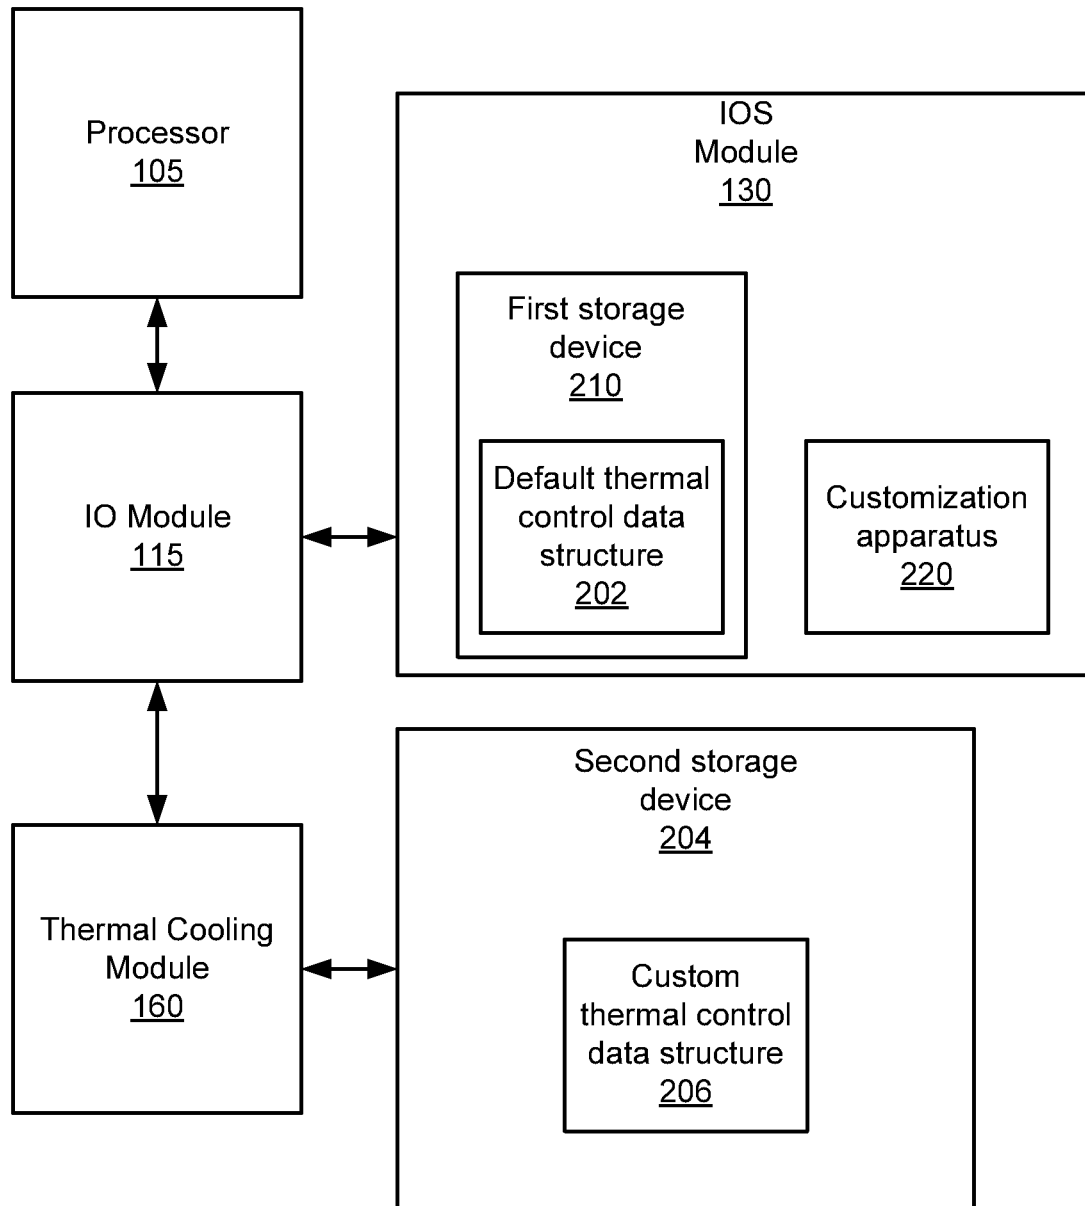 Processor
105
IOS
Module
130
First storage
device
210
Default thermal
control data
structure
202
Customization
apparatus
220
IO Module
115
Second storage
device
204
Thermal Cooling
Module
160
Custom
thermal control
data structure
206